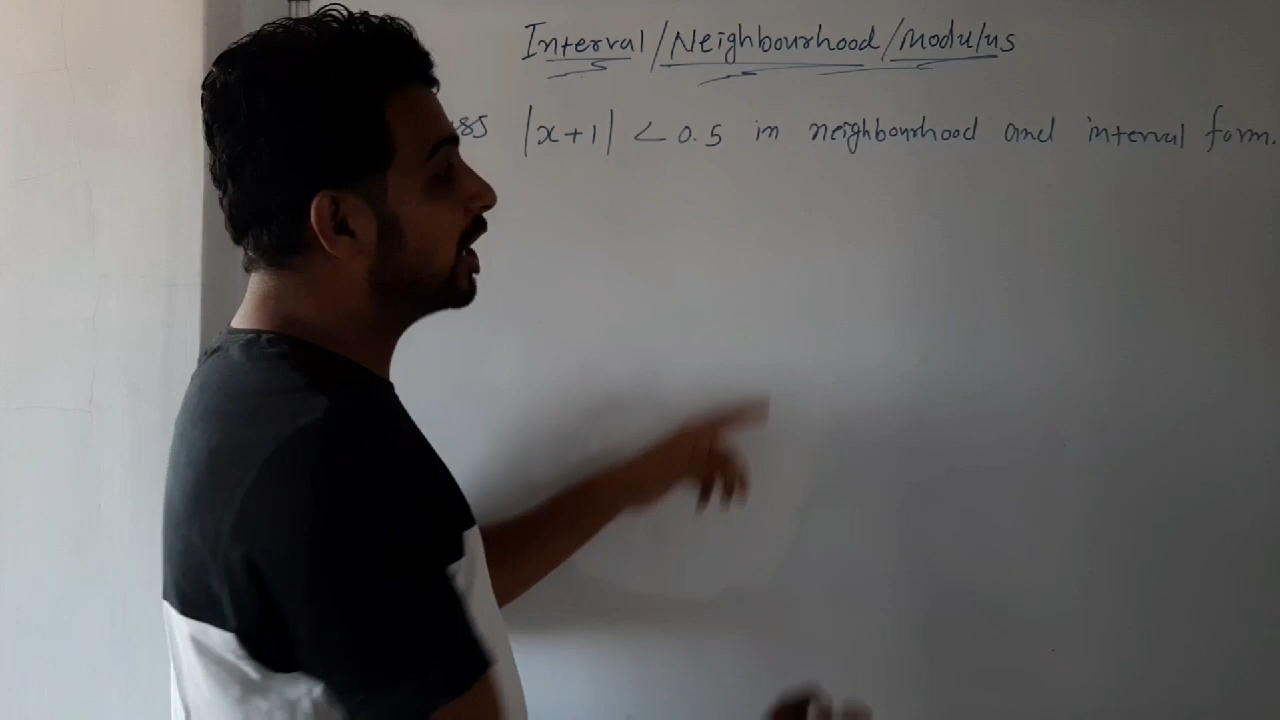 Interval/Neighbourhood/Modulus
|x+1| < 0.5 in neighbourhood and interval form.